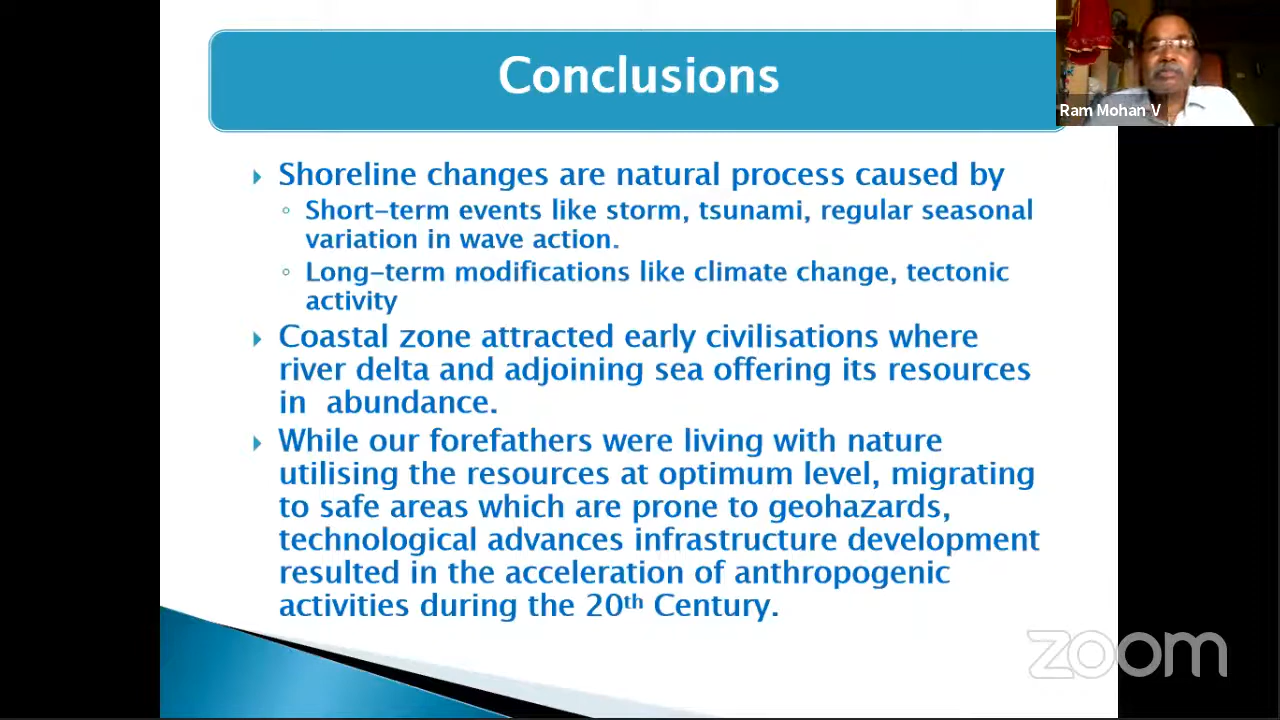 Conclusions
Ram Mohan V
Shoreline changes are natural process caused by
Short-term events like storm, tsunami, regular seasonal
variation in wave action.
Long-term modifications like climate change, tectonic
activity
Coastal zone attracted early civilisations where
river delta and adjoining sea offering its resources
in abundance.
While our forefathers were living with nature
utilising the resources at optimum level, migrating
to safe areas which are prone to geohazards,
technological advances infrastructure development
resulted in the acceleration of anthropogenic
activities during the 20th Century.
zoom